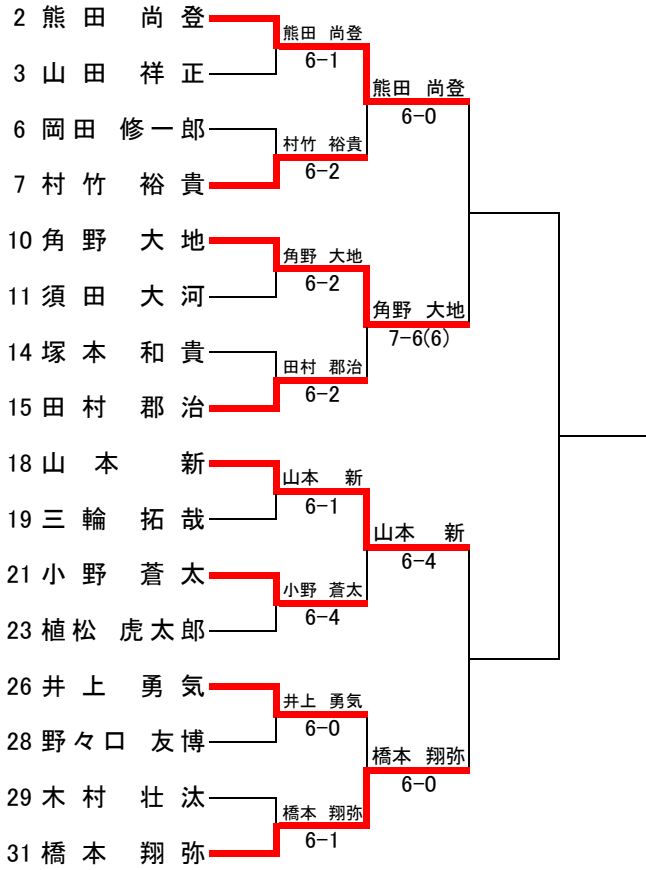 2 熊田 尚登
3 山田 祥正
6 岡田 修一郎
7 村竹 裕貴
10 角野 大地
11 須田 大河
14 塚本 和貴
15 田村 郡治
18 山本 新
19 三輪 拓哉
21 小野 蒼太
23 植松 虎太郎
26 井上 勇気
28 野々口 友博
29 木村 壮汰
31 橋本 翔弥
熊田 尚登
6-1
村竹 裕貴
6-2
角野 大地
6-2
田村 郡治
6-2
山本 新
6-1
小野 蒼太
6-4
井上 勇気
6-0
橋本 翔弥
6-1
熊田 尚登
6-0
角野 大地
7-6(6)
山本 新
6-4
橋本 翔弥
6-0